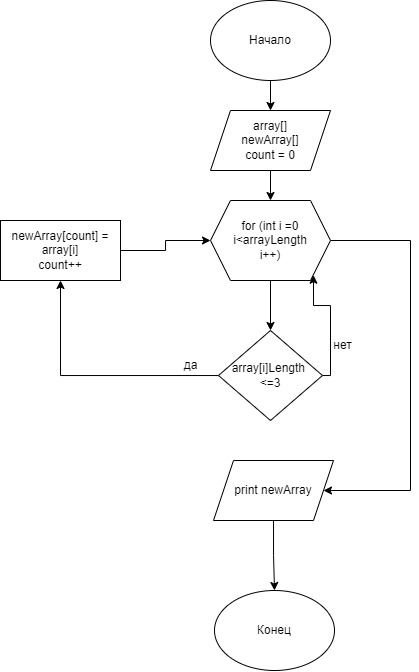 Начало
array[]
newArray[]
count = 0
for (int i =0
i<arrayLength
i++)
newArray[count] =
array[i]
count++
array[i]Length
<=3
да
нет
print newArray
Конец